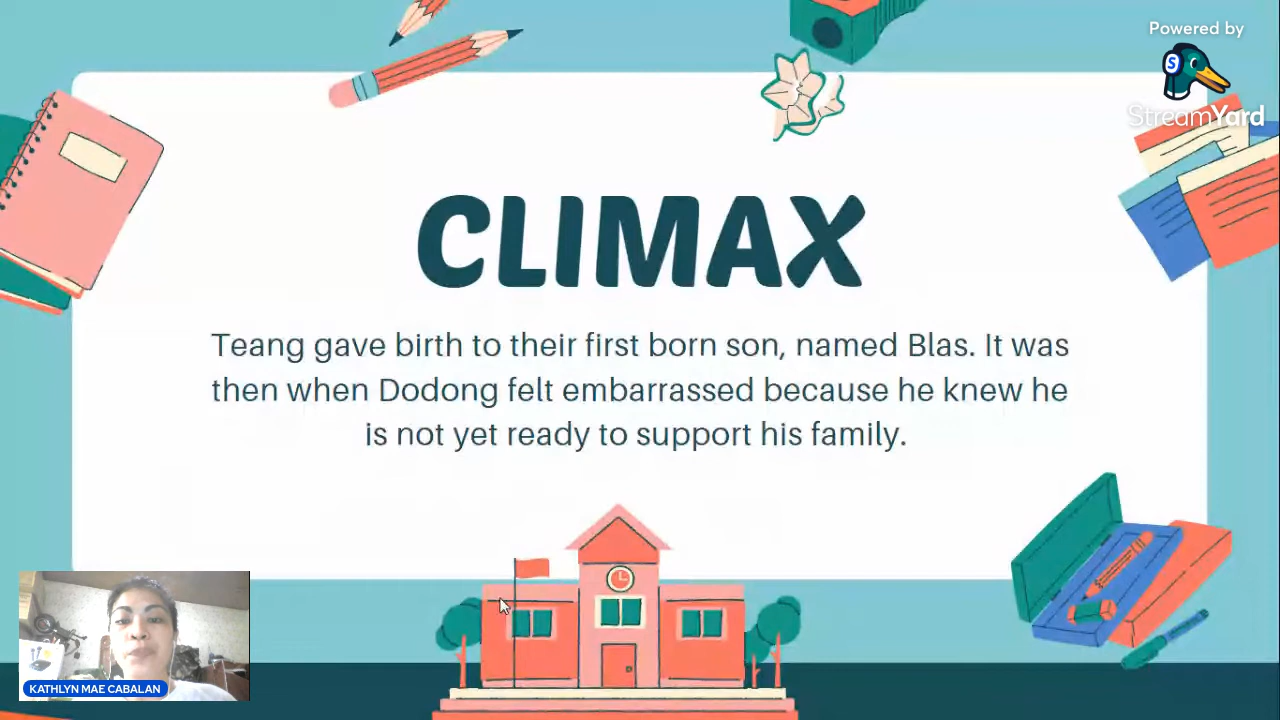 Powered by
StreamYard
CLIMAX
Teang gave birth to their first born son, named Blas. It was
then when Dodong felt embarrassed because he knew he
is not yet ready to support his family.
KATHLYN MAE CABALAN